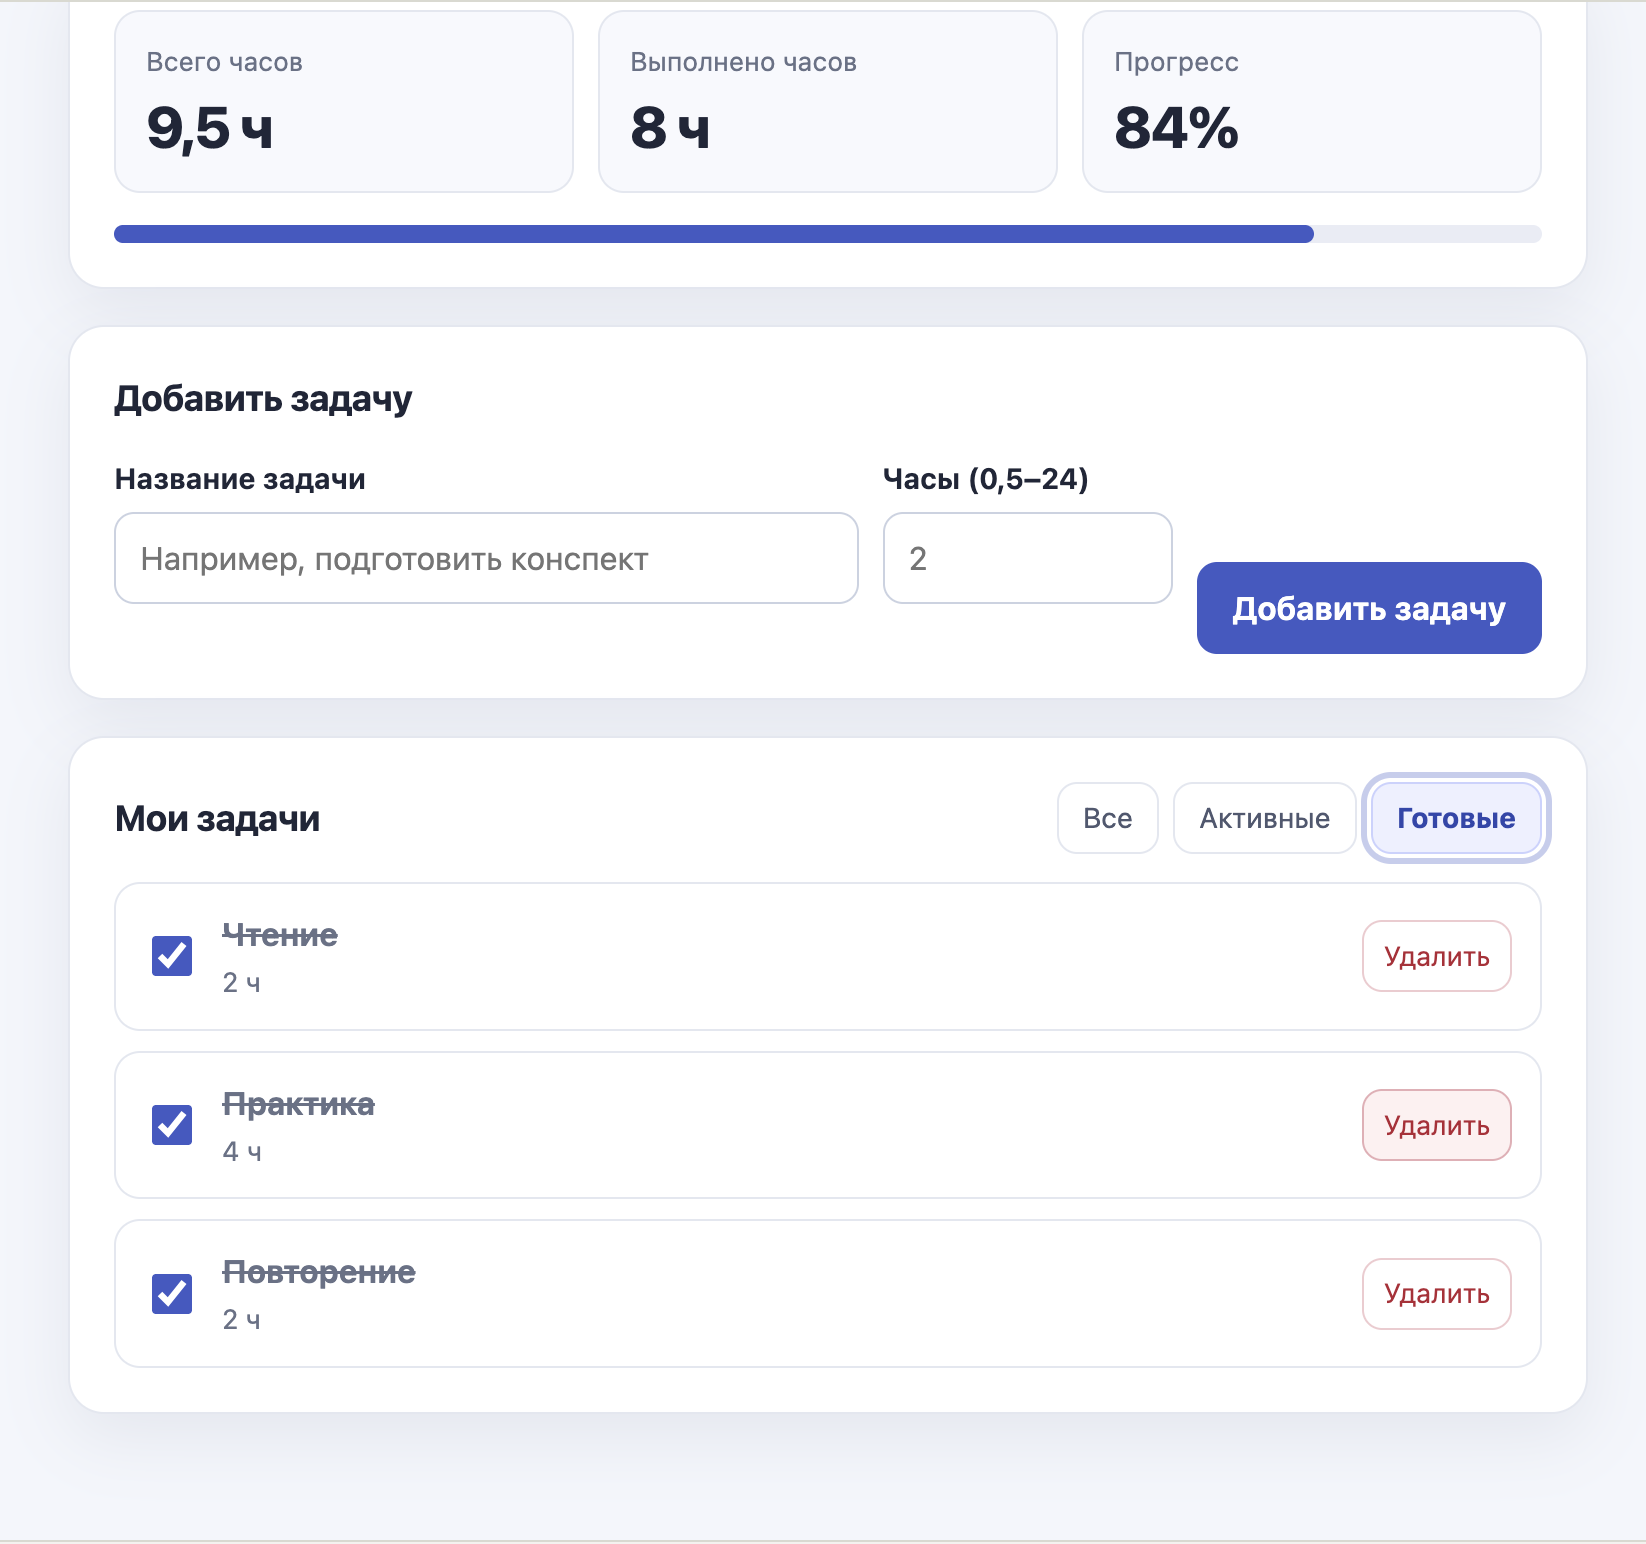 Всего часов
9,5 ч
Выполнено часов
8 ч
Прогресс
84%
Добавить задачу
Название задачи
Например, подготовить конспект
Часы (0,5–24)
2
Добавить задачу
Мои задачи
Все
Активные
Готовые
Чтение
2 ч
Удалить
Практика
4 ч
Удалить
Повторение
2 ч
Удалить